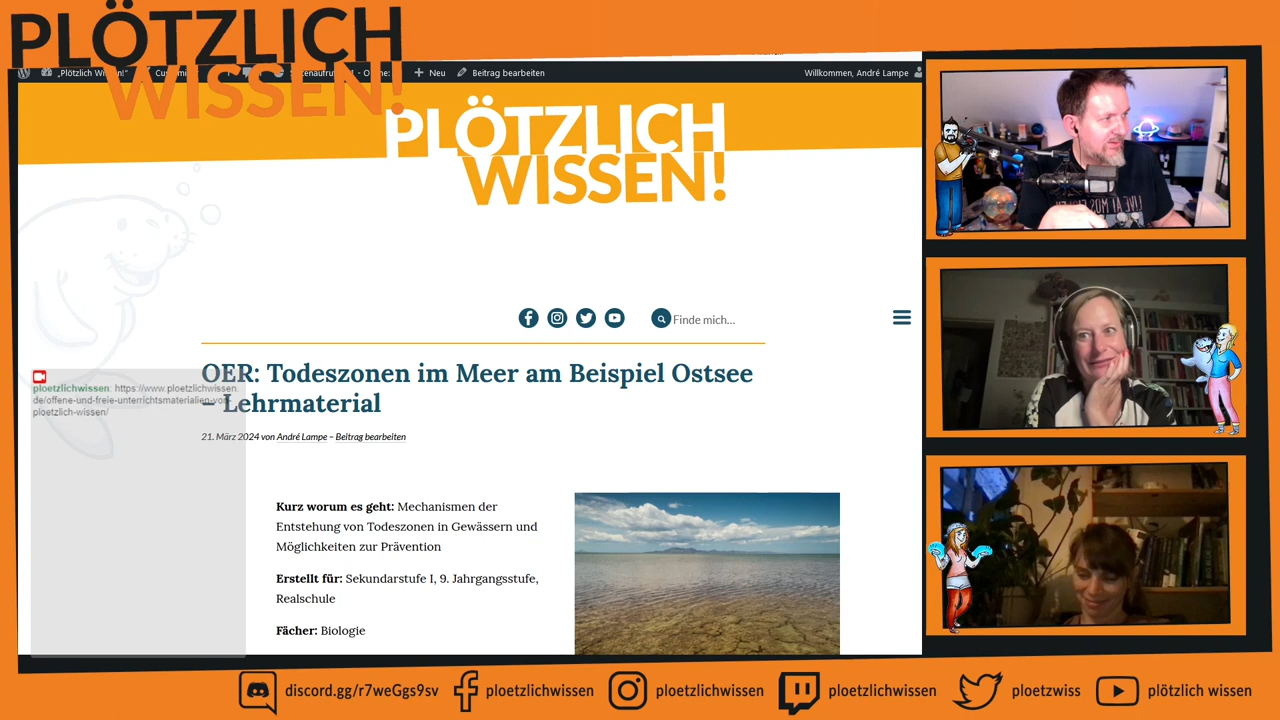 PLÖTZLICH
WISSEN!
„Plötzlich Wissen!"
Neu
Beitrag bearbeiten
Willkommen, André Lampe
PLÖTZLICH
WISSEN!
Finde mich...
OER: Todeszonen im Meer am Beispiel Ostsee
– Lehrmaterial
21. März 2024 von André Lampe – Beitrag bearbeiten
ploetzlichwissen: https://www.ploetzlichwissen.
de/offene-und-freie-unterrichtsmaterialien-von-
ploetzlich-wissen/
Kurz worum es geht: Mechanismen der
Entstehung von Todeszonen in Gewässern und
Möglichkeiten zur Prävention
Erstellt für: Sekundarstufe I, 9. Jahrgangsstufe,
Realschule
Fächer: Biologie
discord.gg/r7weGgs9sv
ploetzlichwissen
ploetzlichwissen
ploetzlichwissen
ploetzwiss
plötzlich wissen